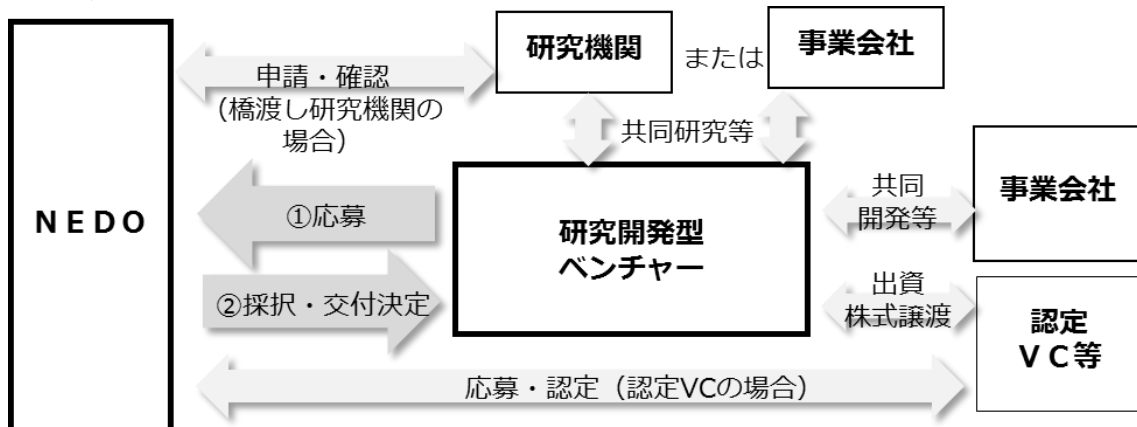 研究機関
または
事業会社
申請・確認
(橋渡し研究機関の
場合)
共同研究等
NEDO
①応募
研究開発型
ベンチャー
共同
開発等
事業会社
②採択・交付決定
出資
株式譲渡
認定
ＶＣ等
応募・認定（認定VCの場合）